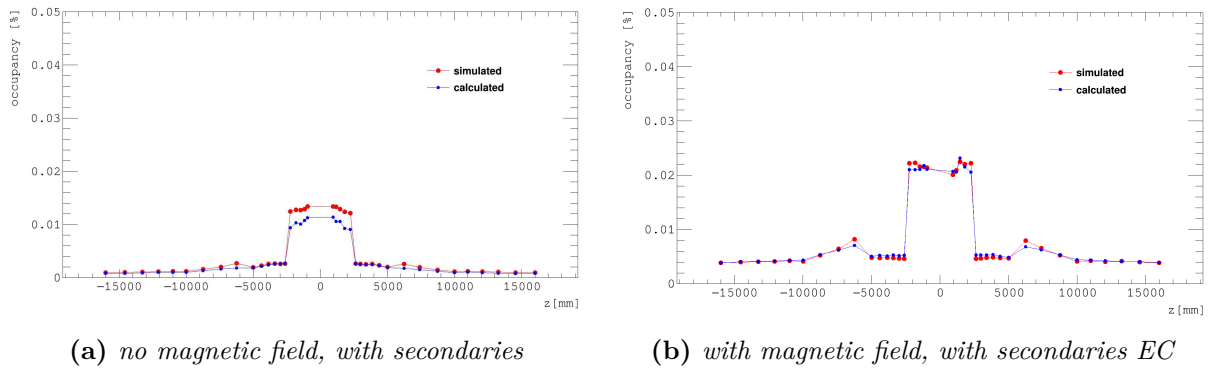 occupancy [%]
0.05
0.04
0.03
0.02
0.01
0
simulated
calculated
−15000 −10000 −5000 0 5000 10000 15000
z[mm]
(a) no magnetic field, with secondaries
occupancy [%]
0.05
0.04
0.03
0.02
0.01
0
simulated
calculated
−15000 −10000 −5000 0 5000 10000 15000
z[mm]
(b) with magnetic field, with secondaries EC